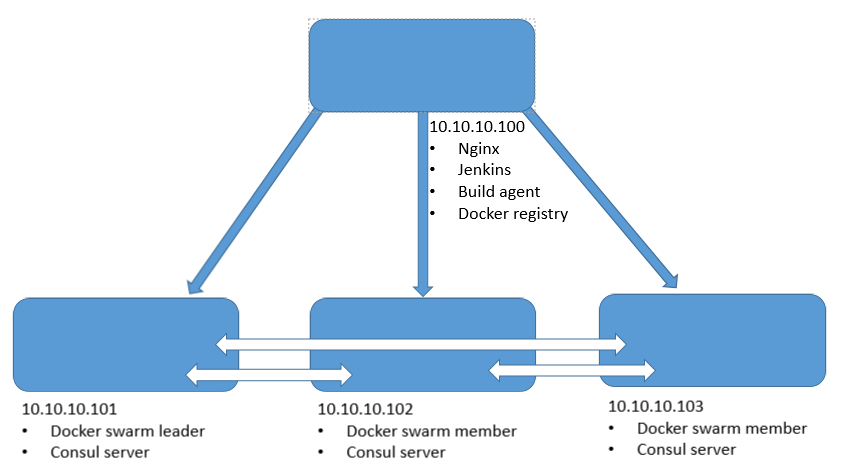 10.10.10.100
• Nginx
• Jenkins
• Build agent
• Docker registry
10.10.10.101
• Docker swarm leader
• Consul server
10.10.10.102
• Docker swarm member
• Consul server
10.10.10.103
• Docker swarm member
• Consul server